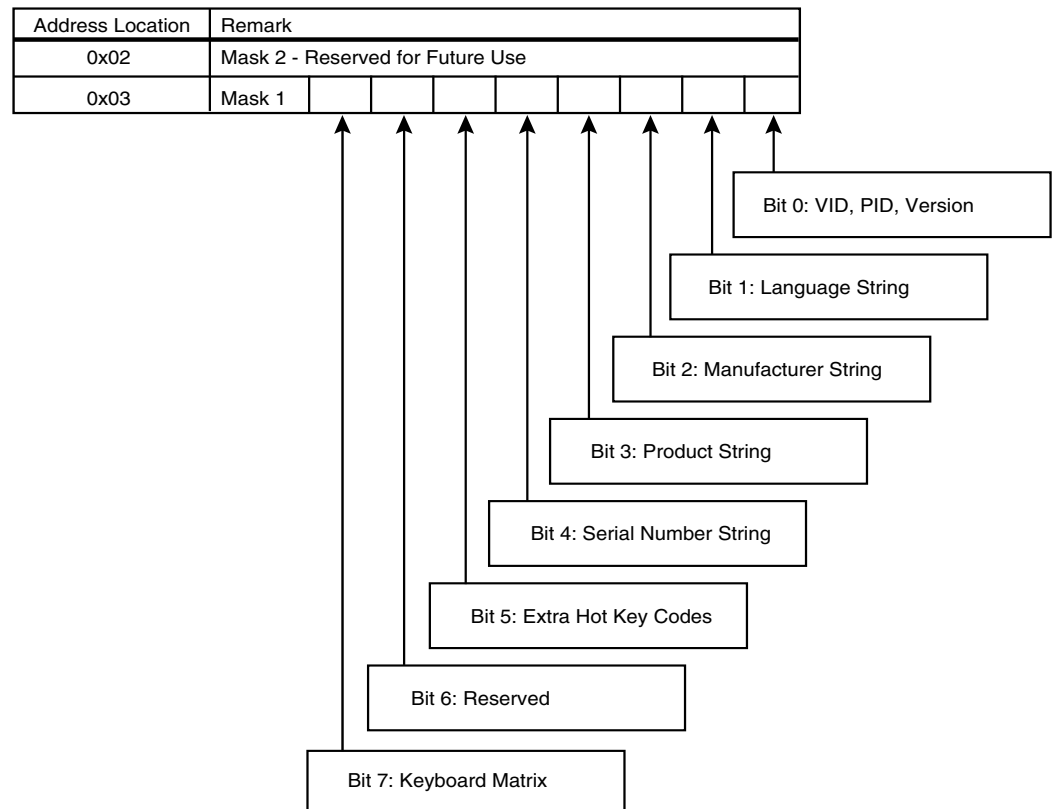 Address Location Remark
0x02 Mask 2 - Reserved for Future Use
0x03 Mask 1
Bit 0: VID, PID, Version
Bit 1: Language String
Bit 2: Manufacturer String
Bit 3: Product String
Bit 4: Serial Number String
Bit 5: Extra Hot Key Codes
Bit 6: Reserved
Bit 7: Keyboard Matrix